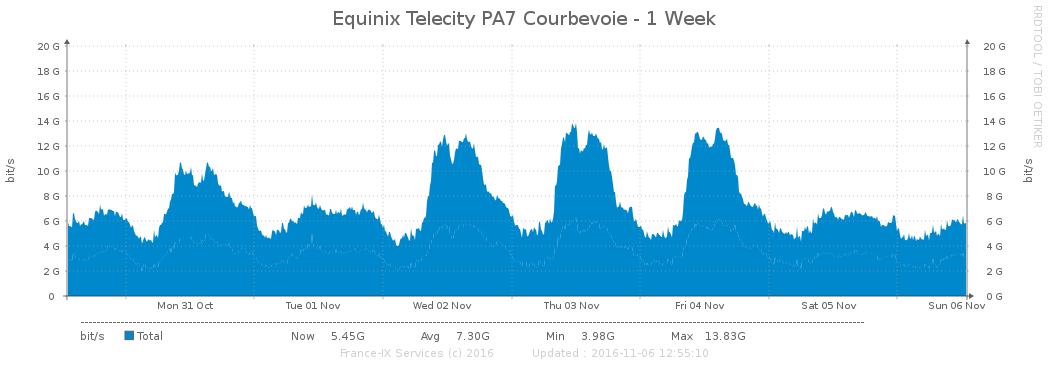 Equinix Telecity PA7 Courbevoie - 1 Week
RRDTOOL / TOBI OETIKER
bit/s
bit/s
20 G 20 G
18 G 18 G
16 G 16 G
14 G 14 G
12 G 12 G
10 G 10 G
8 G 8 G
6 G 6 G
4 G 4 G
2 G 2 G
0 0 G
Mon 31 Oct Tue 01 Nov Wed 02 Nov Thu 03 Nov Fri 04 Nov Sat 05 Nov Sun 06 Nov
bit/s Total Now 5.45G Avg 7.30G Min 3.98G Max 13.83G
France-IX Services (c) 2016 Updated : 2016-11-06 12:55:10